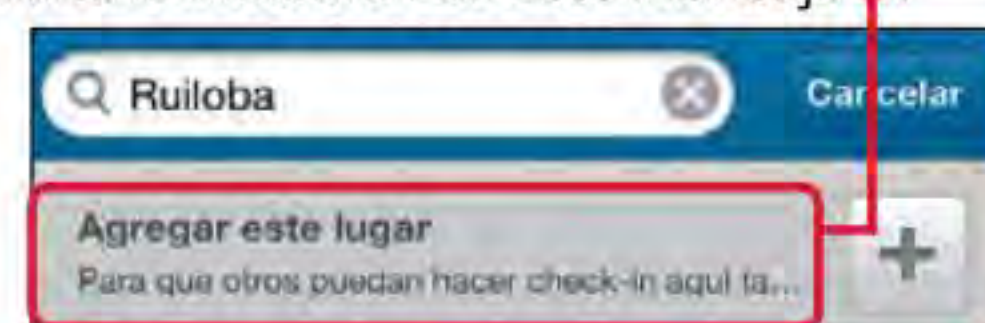 Ruiloba
Cancelar
Agregar este lugar
Para que otros puedan hacer check-in aquí ta...